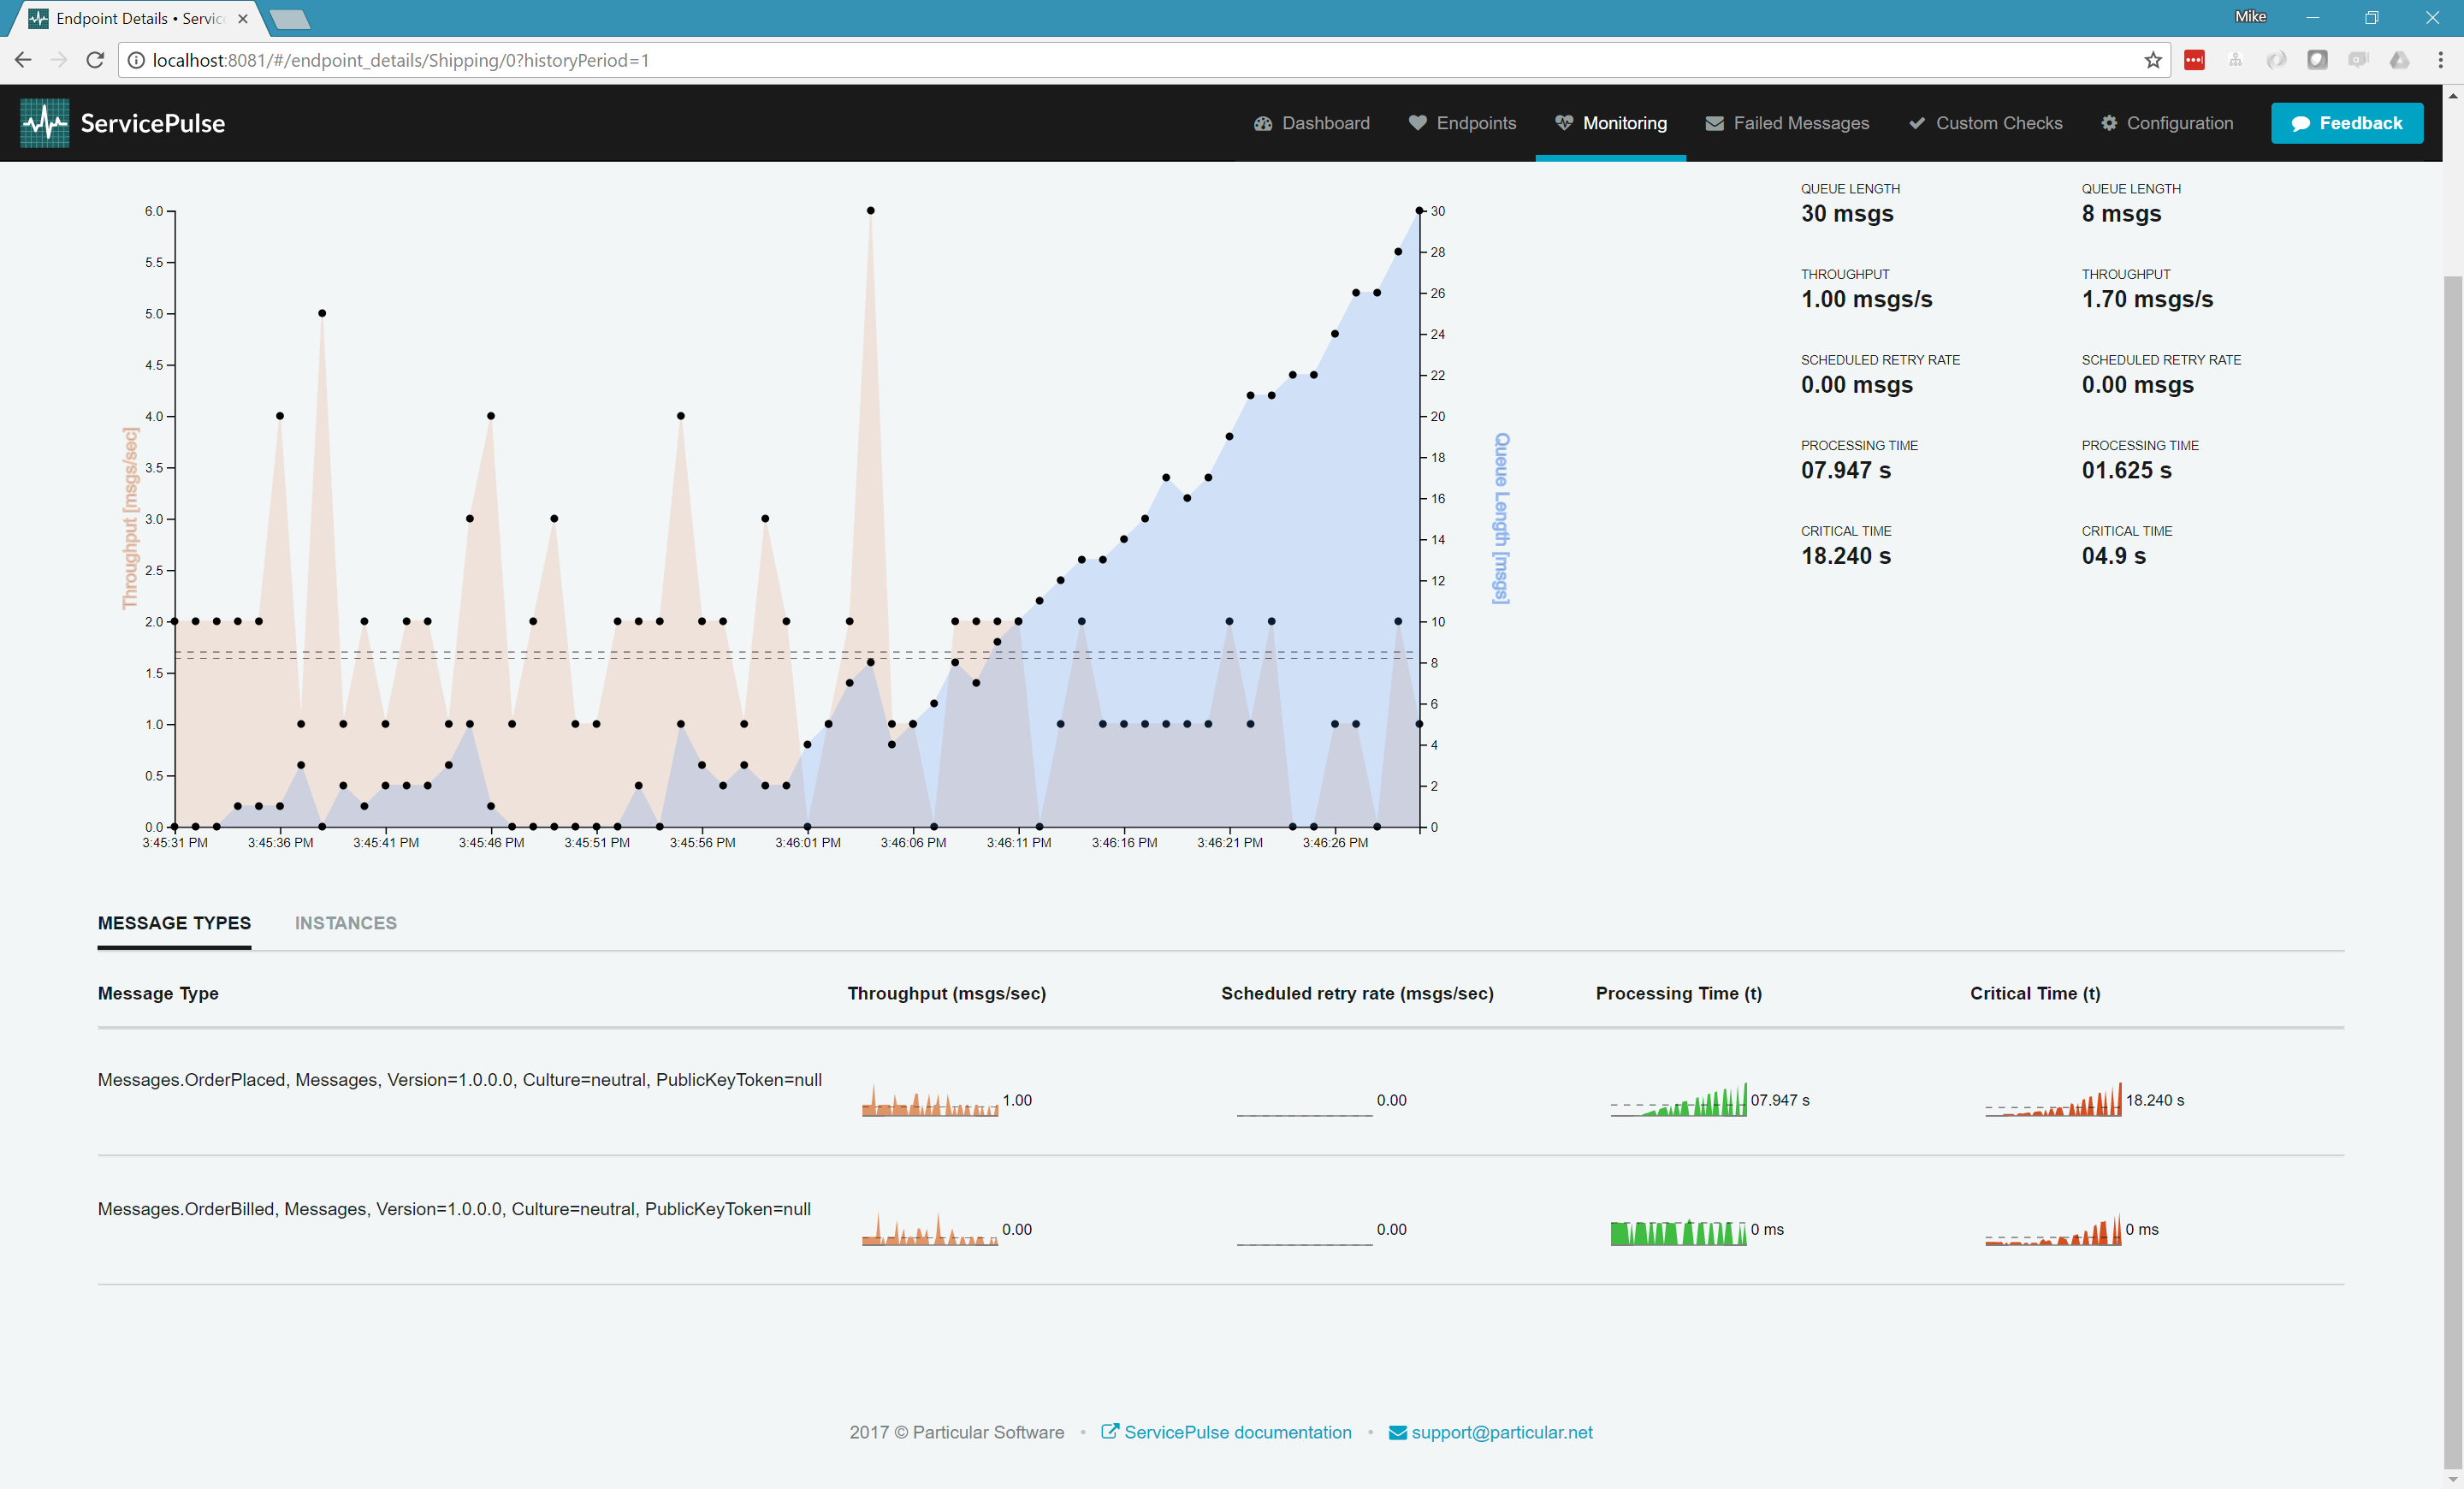 Endpoint Details • Servic
Mike
localhost:8081/#/endpoint_details/Shipping/0?historyPeriod=1
ServicePulse
Dashboard
Endpoints
Monitoring
Failed Messages
Custom Checks
Configuration
Feedback
6.0
5.5
5.0
4.5
4.0
3.5
3.0
2.5
2.0
1.5
1.0
0.5
0.0
Throughput [msgs/sec]
30
28
26
24
22
20
18
16
14
12
10
8
6
4
2
0
Queue Length [msgs]
3:45:31 PM 3:45:36 PM 3:45:41 PM 3:45:46 PM 3:45:51 PM 3:45:56 PM 3:46:01 PM 3:46:06 PM 3:46:11 PM 3:46:16 PM 3:46:21 PM 3:46:26 PM
QUEUE LENGTH QUEUE LENGTH
30 msgs 8 msgs
THROUGHPUT THROUGHPUT
1.00 msgs/s 1.70 msgs/s
SCHEDULED RETRY RATE SCHEDULED RETRY RATE
0.00 msgs 0.00 msgs
PROCESSING TIME PROCESSING TIME
07.947 s 01.625 s
CRITICAL TIME CRITICAL TIME
18.240 s 04.9 s
MESSAGE TYPES INSTANCES
Message Type Throughput (msgs/sec) Scheduled retry rate (msgs/sec) Processing Time (t) Critical Time (t)
Messages.OrderPlaced, Messages, Version=1.0.0.0, Culture=neutral, PublicKeyToken=null
1.00 0.00 07.947 s 18.240 s
Messages.OrderBilled, Messages, Version=1.0.0.0, Culture=neutral, PublicKeyToken=null
0.00 0.00 0 ms 0 ms
2017 © Particular Software • ServicePulse documentation • support@particular.net